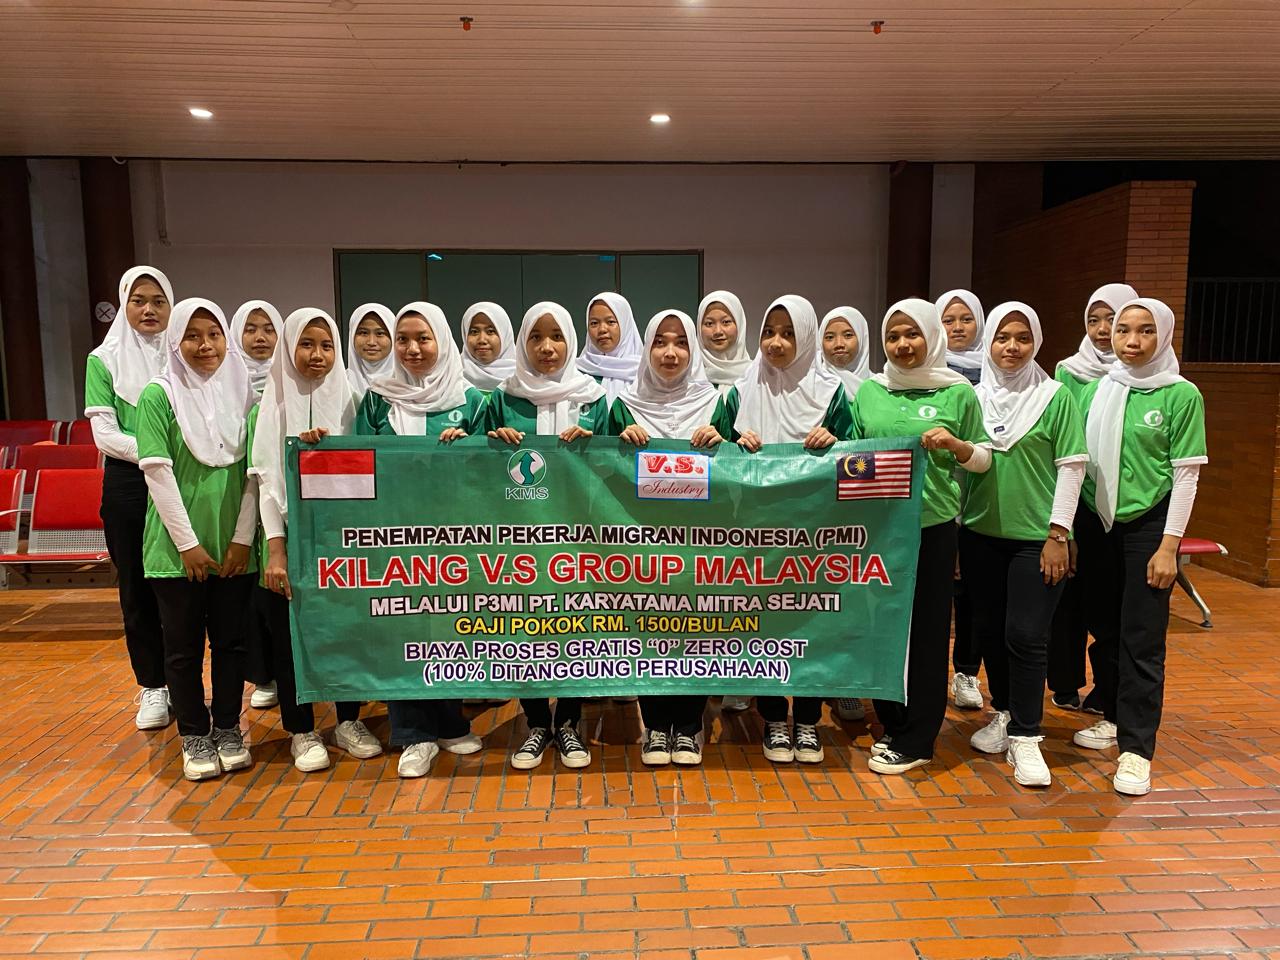 KMS
V.S.
Industry
PENEMPATAN PEKERJA MIGRAN INDONESIA (PMI)
KILANG V.S GROUP MALAYSIA
MELALUI P3MI PT. KARYATAMA MITRA SEJATI
GAJI POKOK RM. 1500/BULAN
BIAYA PROSES GRATIS "0" ZERO COST
(100% DITANGGUNG PERUSAHAAN)